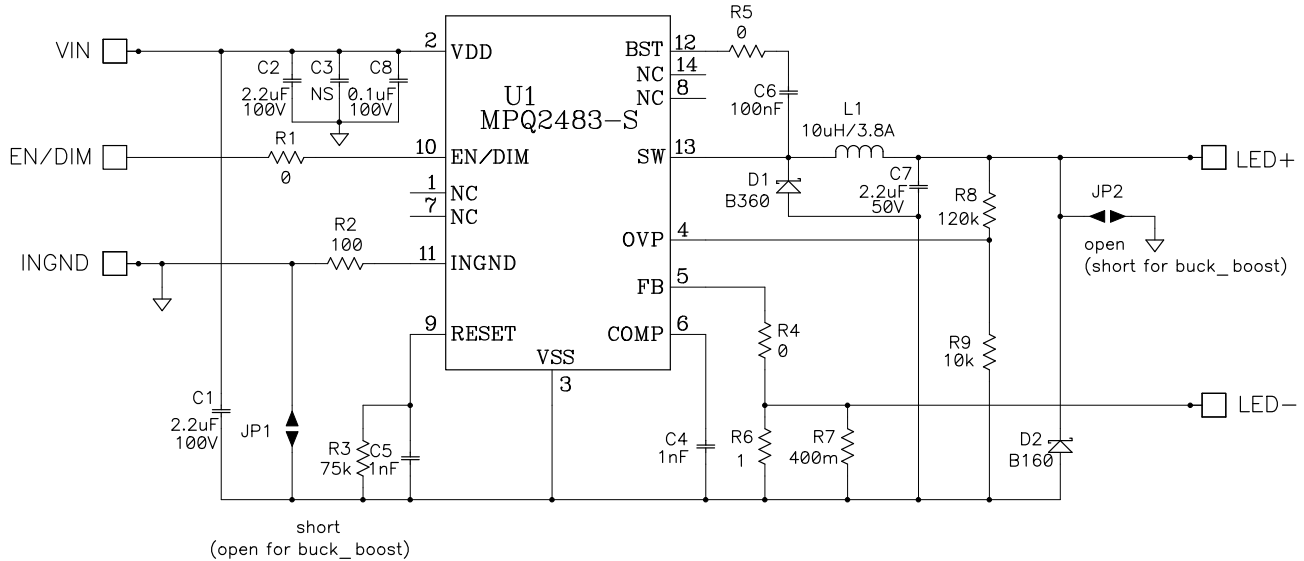 VIN
C2
2.2uF
100V
C3
NS
C8
0.1uF
100V
2
VDD
U1
MPQ2483-S
BST
12
R5
0
NC
14
NC
8
C6
100nF
EN/DIM
R1
0
10
EN/DIM
SW
13
L1
10uH/3.8A
LED+
1
NC
7
NC
D1
B360
C7
2.2uF
50V
R8
120k
JP2
open
(short for buck_boost)
OVP
4
INGND
R2
100
11
INGND
FB
5
9
RESET
COMP
6
R4
0
R9
10k
VSS
3
C1
2.2uF
100V
JP1
R3
75k
C5
1nF
C4
1nF
R6
1
R7
400m
LED-
D2
B160
short
(open for buck_boost)